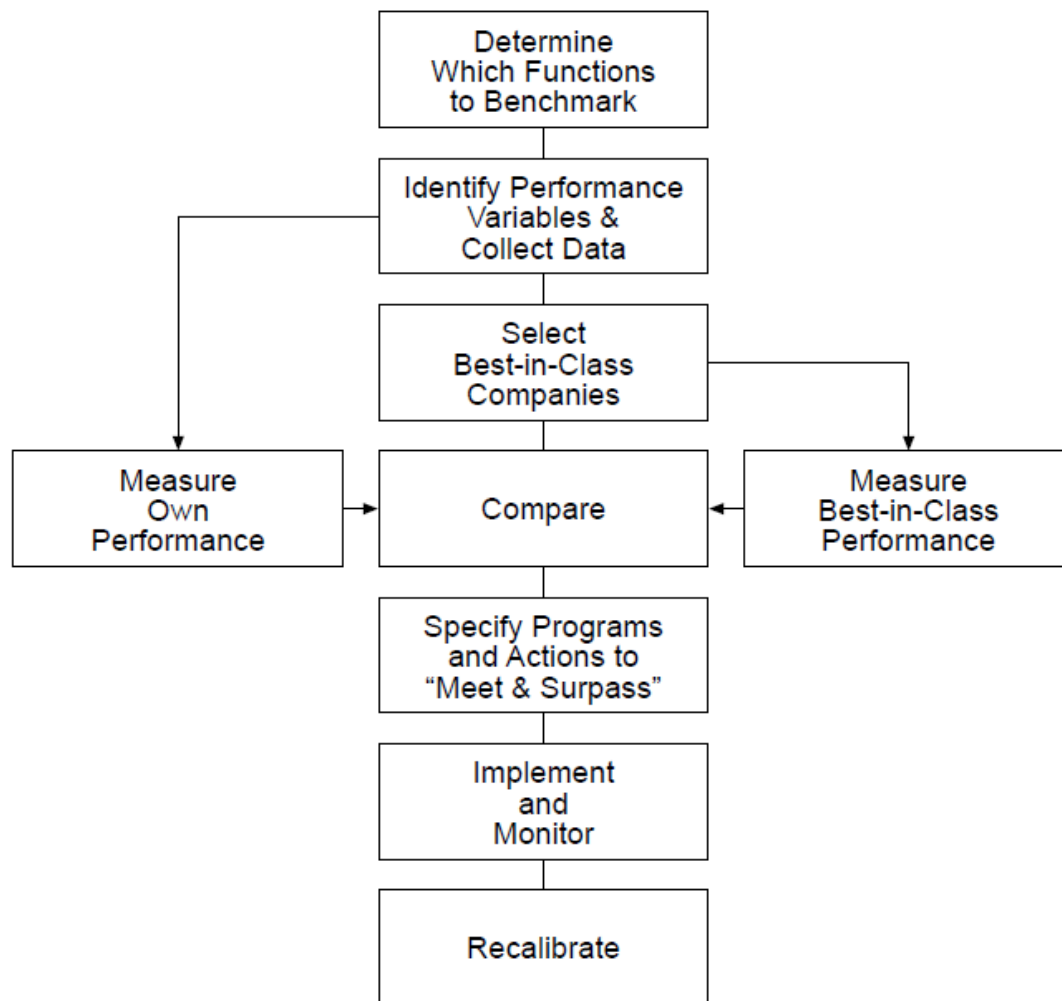 Determine
Which Functions
to Benchmark
Identify Performance
Variables &
Collect Data
Select
Best-in-Class
Companies
Measure
Own
Performance
Compare
Measure
Best-in-Class
Performance
Specify Programs
and Actions to
“Meet & Surpass”
Implement
and
Monitor
Recalibrate